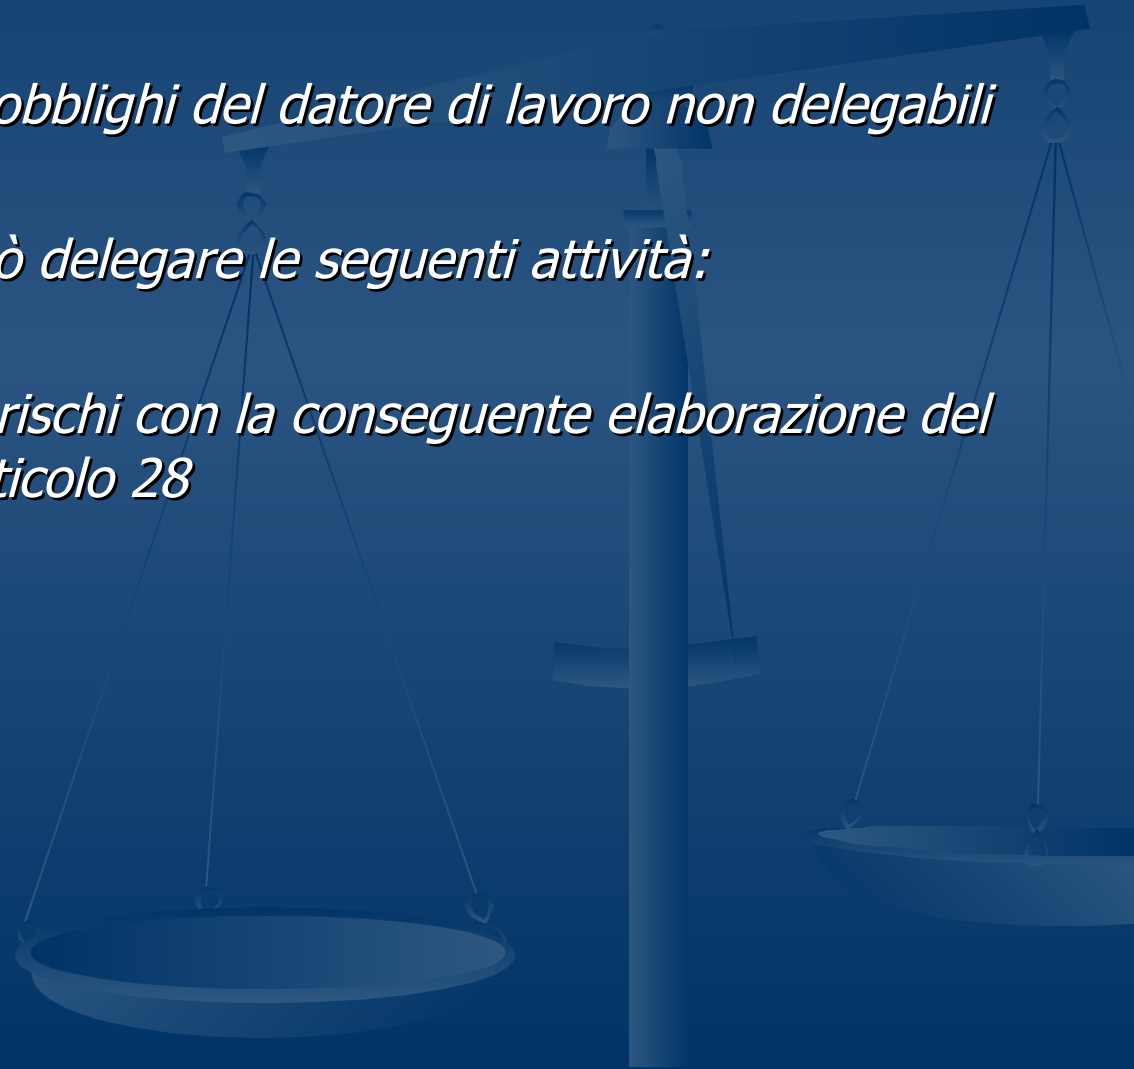 obblighi del datore di lavoro non delegabili
ò delegare le seguenti attività:
rischi con la conseguente elaborazione del
ticolo 28